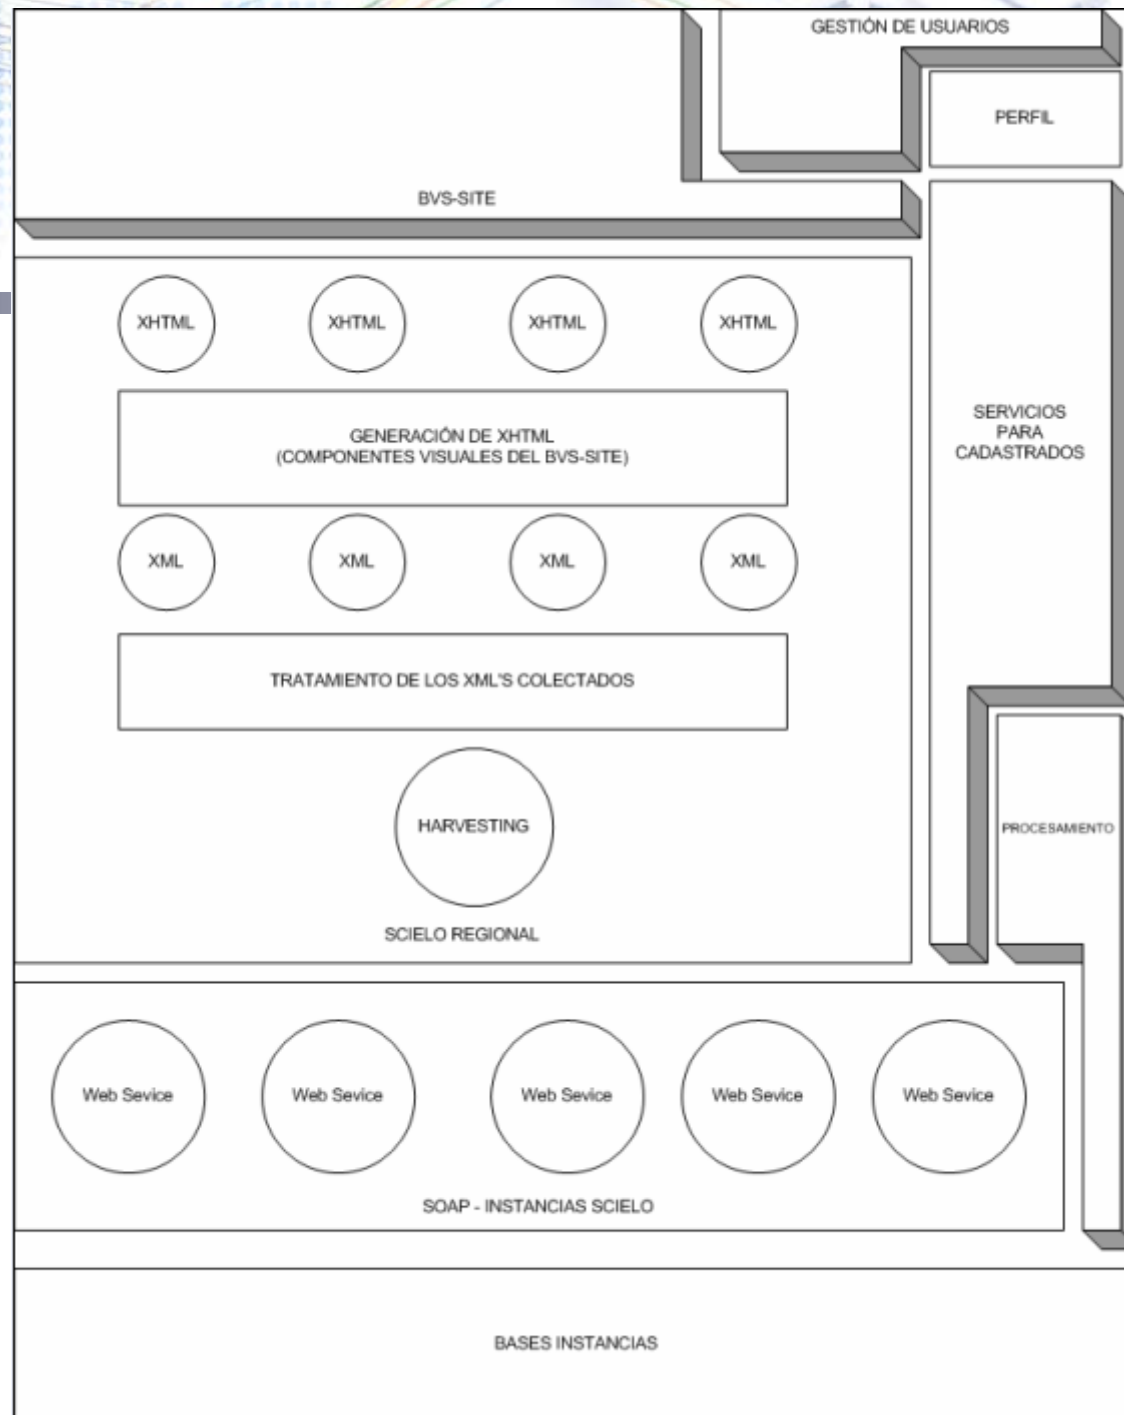 GESTIÓN DE USUARIOS
PERFIL
BVS-SITE
XHTML
XHTML
XHTML
XHTML
GENERACIÓN DE XHTML
(COMPONENTES VISUALES DEL BVS-SITE)
SERVICIOS
PARA
CADASTRADOS
XML
XML
XML
XML
TRATAMIENTO DE LOS XML'S COLECTADOS
HARVESTING
PROCESAMIENTO
SCIELO REGIONAL
Web Sevice
Web Sevice
Web Sevice
Web Sevice
Web Sevice
SOAP - INSTANCIAS SCIELO
BASES INSTANCIAS